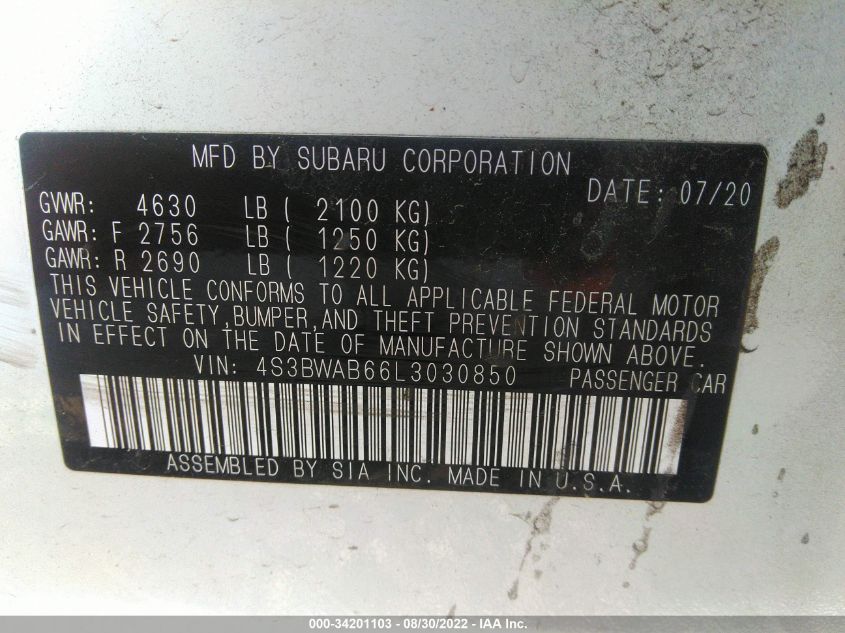 MFD BY SUBARU CORPORATION
DATE: 07/20
GVWR: 4630 LB ( 2100 KG)
GAWR: F 2756 LB ( 1250 KG)
GAWR: R 2690 LB ( 1220 KG)
THIS VEHICLE CONFORMS TO ALL APPLICABLE FEDERAL MOTOR
VEHICLE SAFETY,BUMPER,AND THEFT PREVENTION STANDARDS
IN EFFECT ON THE DATE OF MANUFACTURE SHOWN ABOVE.
VIN: 4S3BWAB66L3030850 PASSENGER CAR
ASSEMBLED BY SIA INC. MADE IN U.S.A.
000-34201103 - 08/30/2022 - IAA Inc.